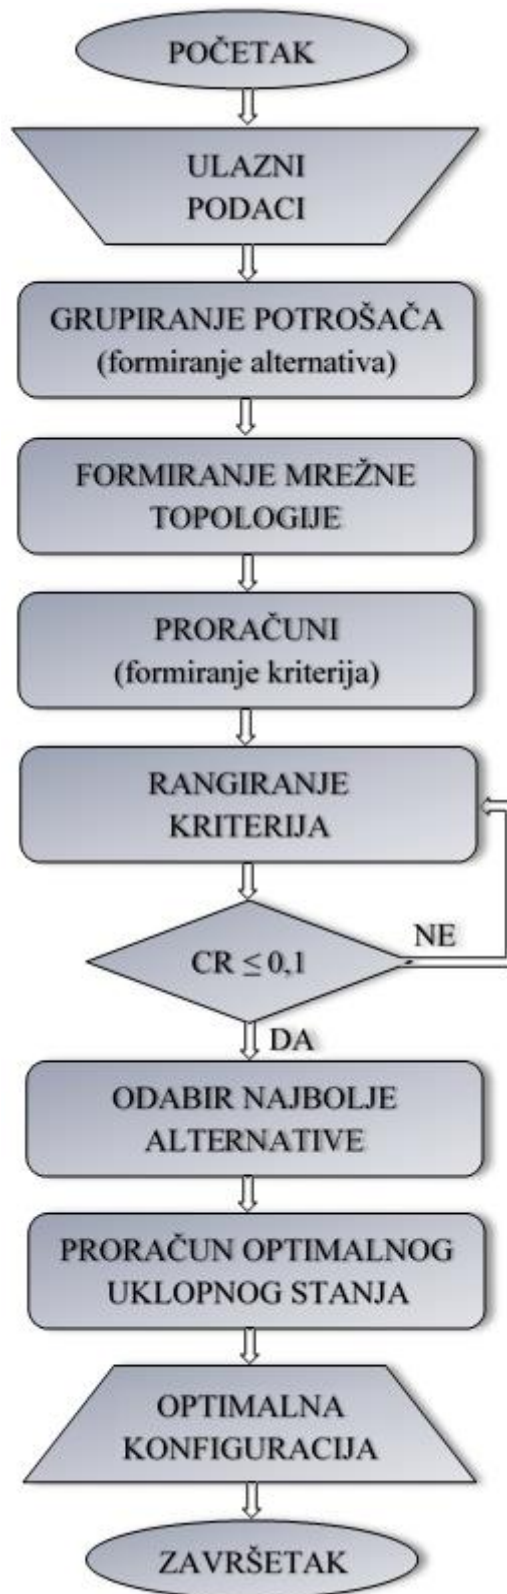 POČETAK
ULAZNI
PODACI
GRUPIRANJE POTROŠAČA
(formiranje alternativa)
FORMIRANJE MREŽNE
TOPOLOGIJE
PRORAČUNI
(formiranje kriterija)
RANGIRANJE
KRITERIJA
CR ≤ 0,1
NE
DA
ODABIR NAJBOLJE
ALTERNATIVE
PRORAČUN OPTIMALNOG
UKLOPNOG STANJA
OPTIMALNA
KONFIGURACIJA
ZAVRŠETAK